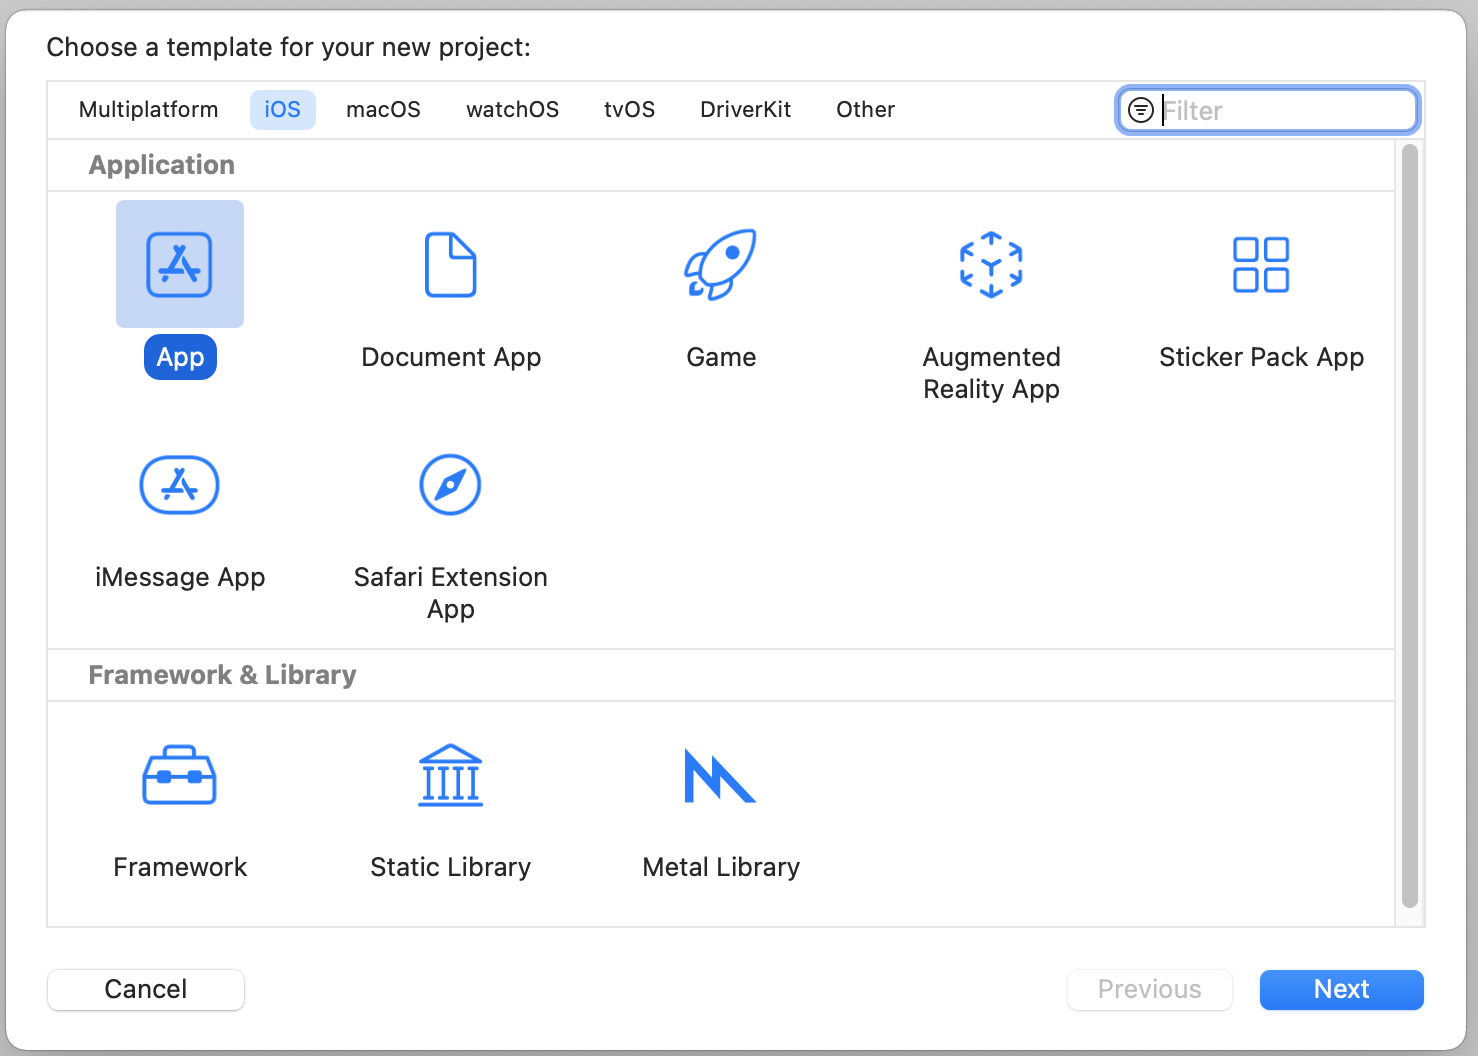 Choose a template for your new project:
Multiplatform iOS macOS watchOS tvOS DriverKit Other Filter
Application
App Document App Game Augmented Reality App Sticker Pack App
iMessage App Safari Extension App
Framework & Library
Framework Static Library Metal Library
Cancel Previous Next